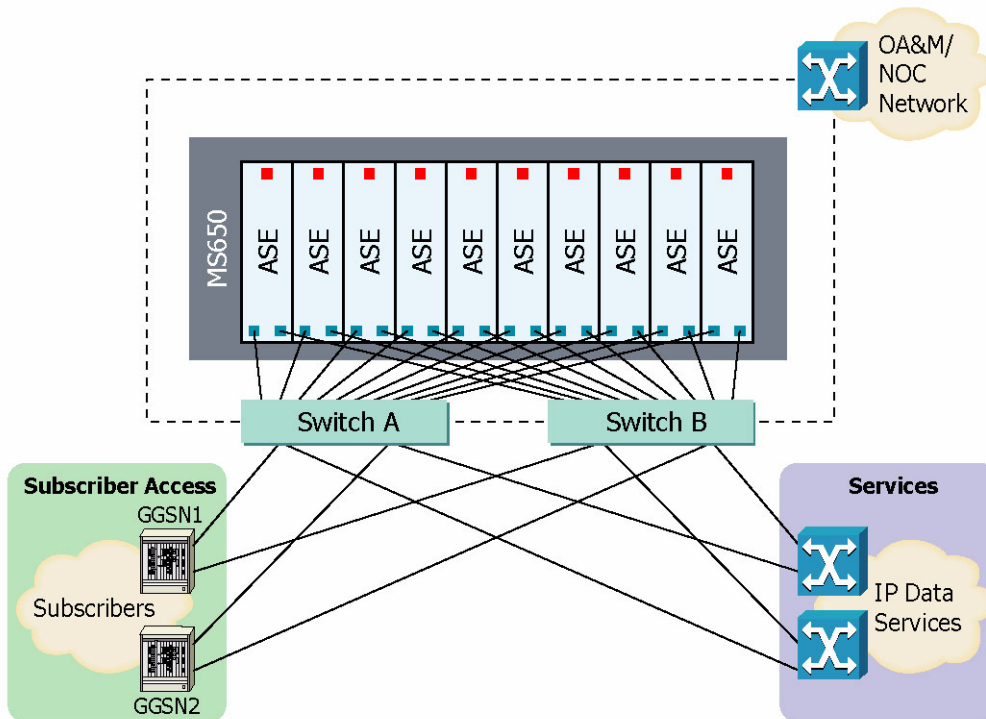 OA&M/
NOC
Network
MS650
ASE
ASE
ASE
ASE
ASE
ASE
ASE
ASE
ASE
ASE
Switch A
Switch B
Subscriber Access
GGSN1
Subscribers
GGSN2
Services
IP Data
Services